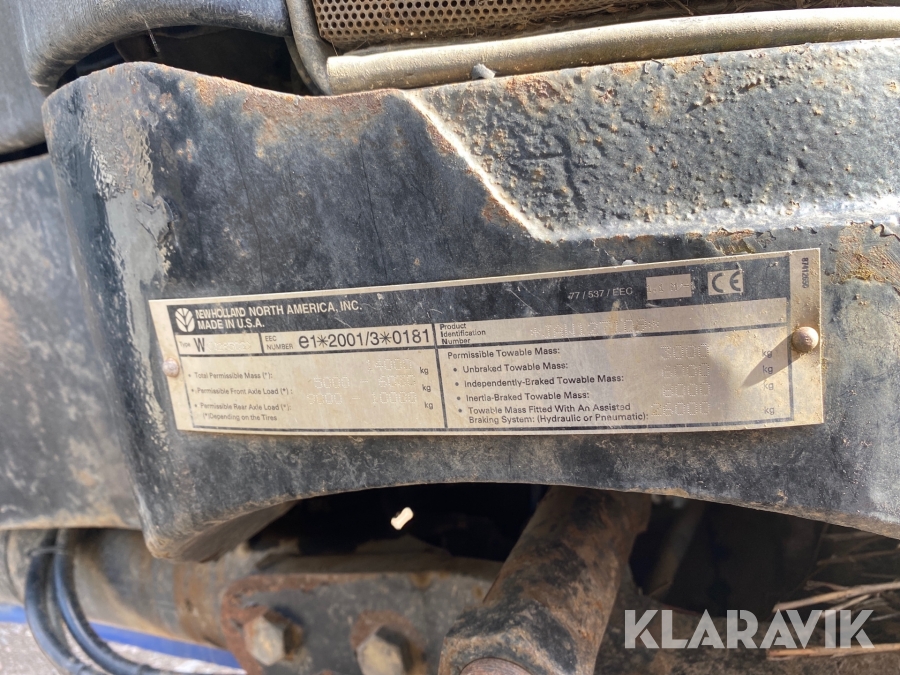 NEW HOLLAND NORTH AMERICA, INC.
MADE IN U.S.A.
77 / 537 / EEC
CE
87412650
Type W
EEC NUMBER e1*2001/3*0181
Product Identification Number
• Total Permissible Mass (*): kg
• Permissible Front Axle Load (*): kg
• Permissible Rear Axle Load (*): kg
(*)Depending on the Tires
Permissible Towable Mass:
• Unbraked Towable Mass: kg
• Independently-Braked Towable Mass:
• Inertia-Braked Towable Mass:
• Towable Mass Fitted With An Assisted
Braking System: (Hydraulic or Pneumatic): kg
KLARAVIK